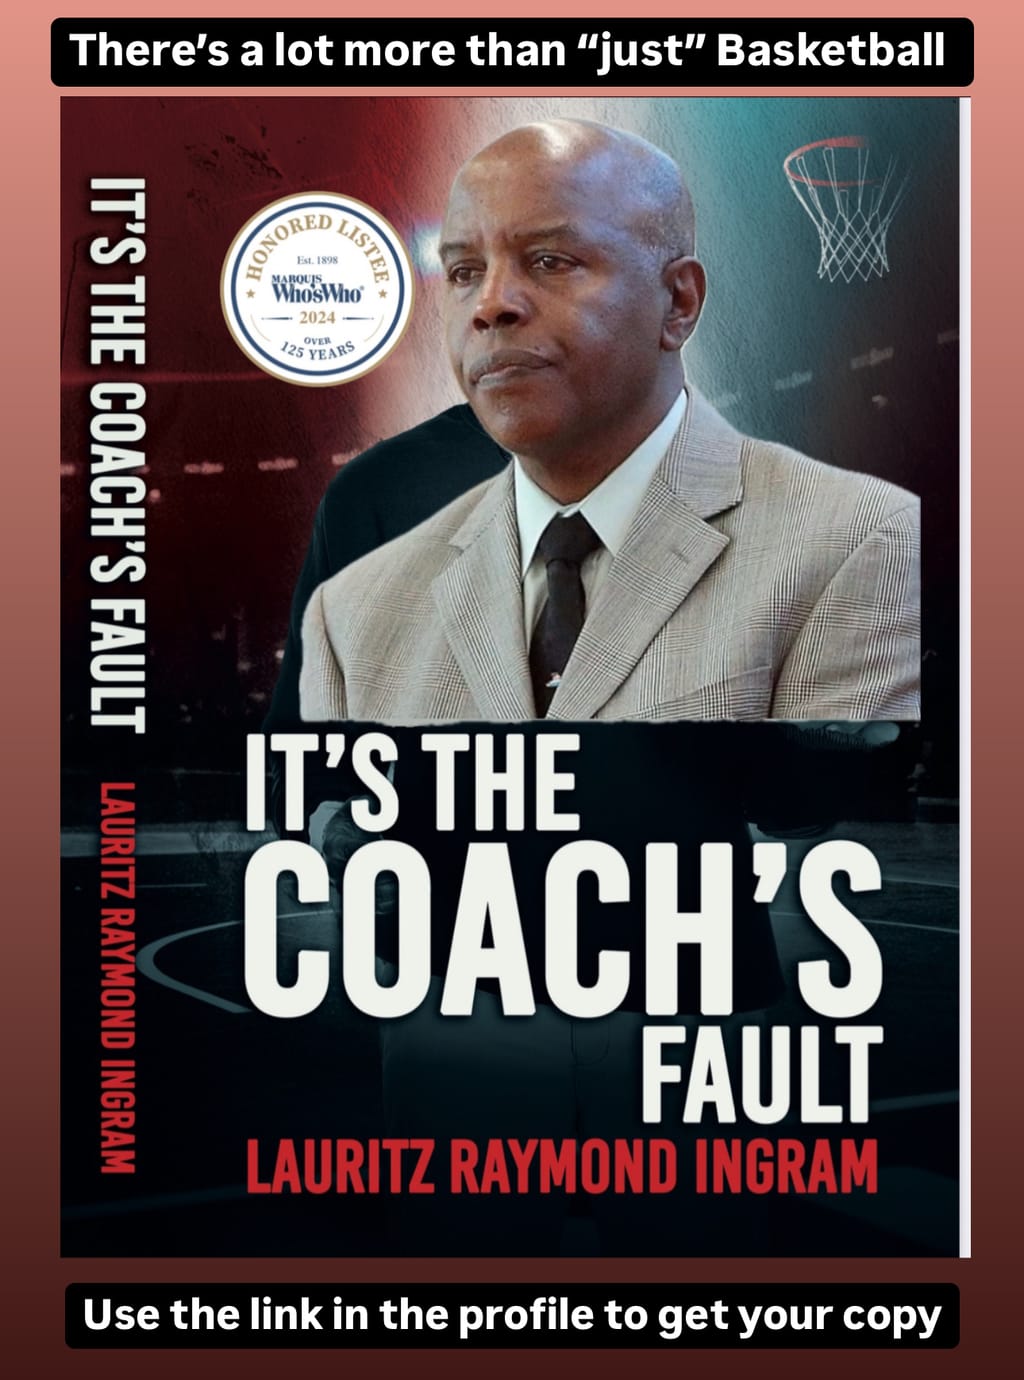 There's a lot more than “just” Basketball
IT'S THE COACH'S FAULT
LAURITZ RAYMOND INGRAM
HONORED LISTEE
Est. 1898
MARQUIS
Who'sWho®
2024
OVER
125 YEARS
IT'S THE
COACH'S
FAULT
LAURITZ RAYMOND INGRAM
Use the link in the profile to get your copy